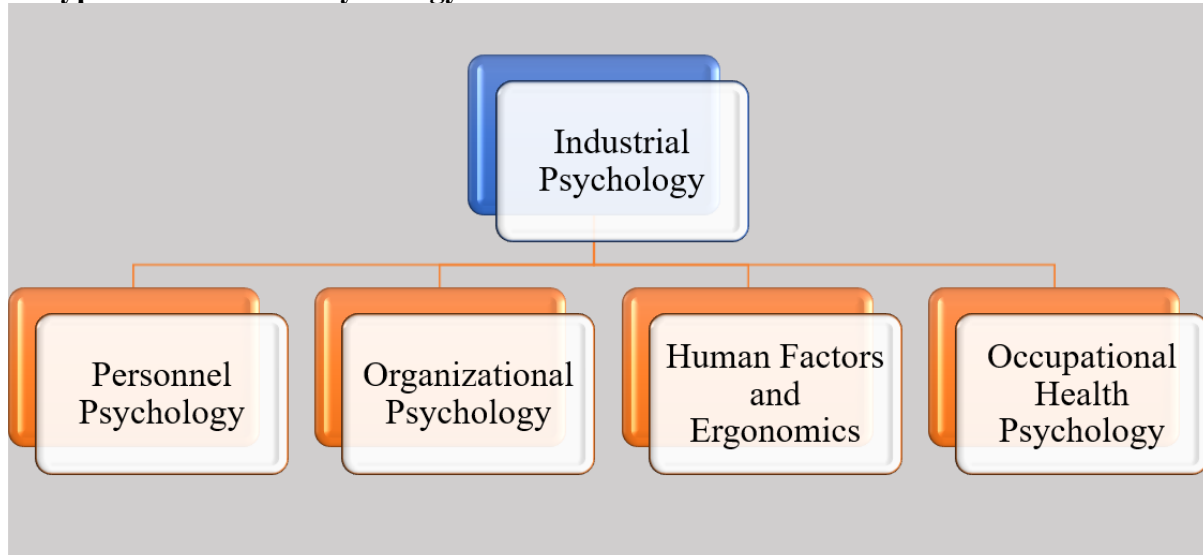 Industrial
Psychology
Personnel
Psychology
Organizational
Psychology
Human Factors
and
Ergonomics
Occupational
Health
Psychology